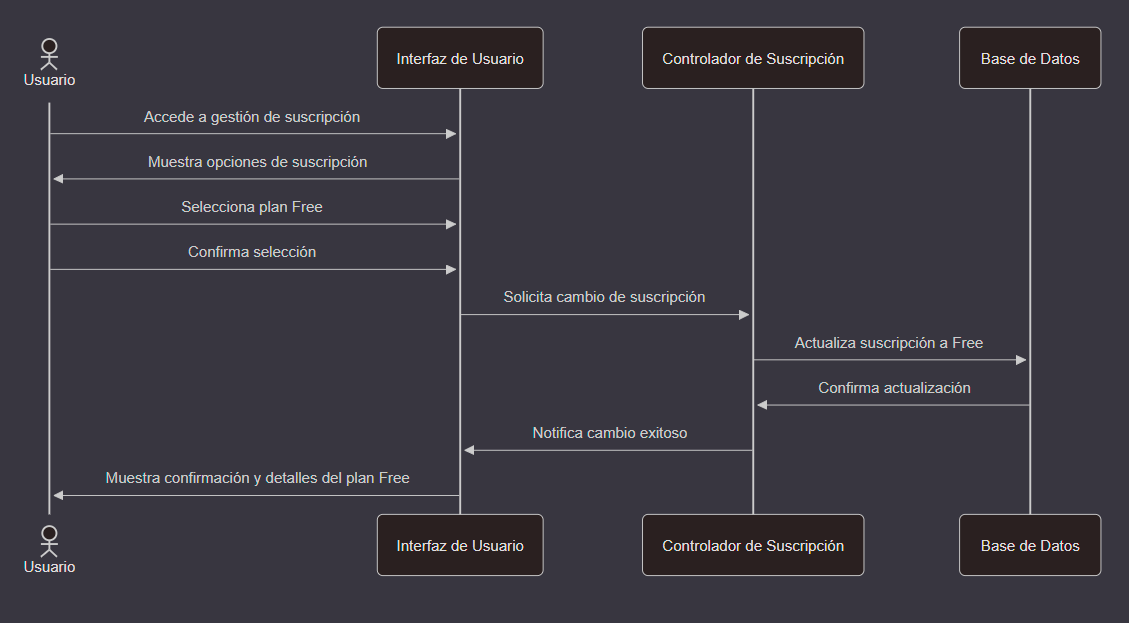 Usuario
Interfaz de Usuario
Controlador de Suscripción
Base de Datos
Accede a gestión de suscripción
Muestra opciones de suscripción
Selecciona plan Free
Confirma selección
Solicita cambio de suscripción
Actualiza suscripción a Free
Confirma actualización
Notifica cambio exitoso
Muestra confirmación y detalles del plan Free
Usuario
Interfaz de Usuario
Controlador de Suscripción
Base de Datos